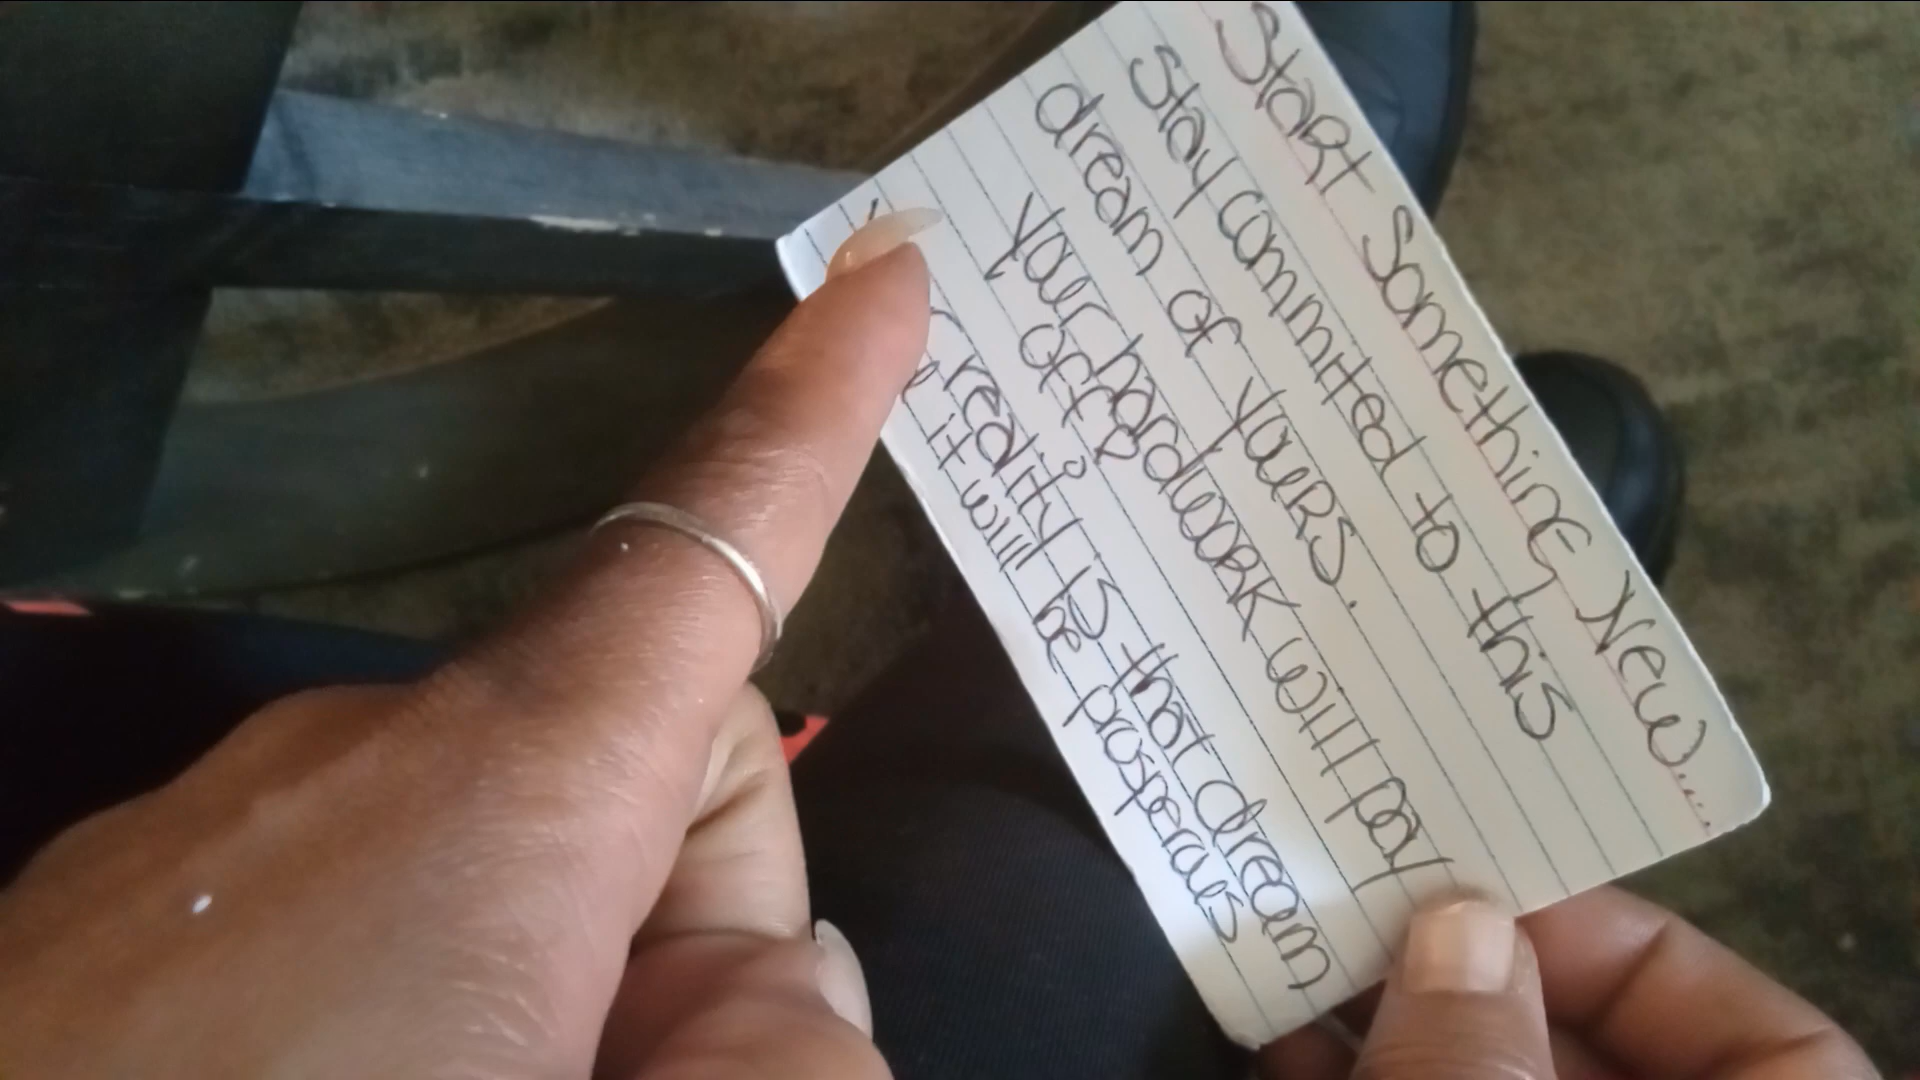 Start Something New....
Stay committed to this
dream of yours.
Your hardwork will pay
off
reality is that dream
it will be prosperous